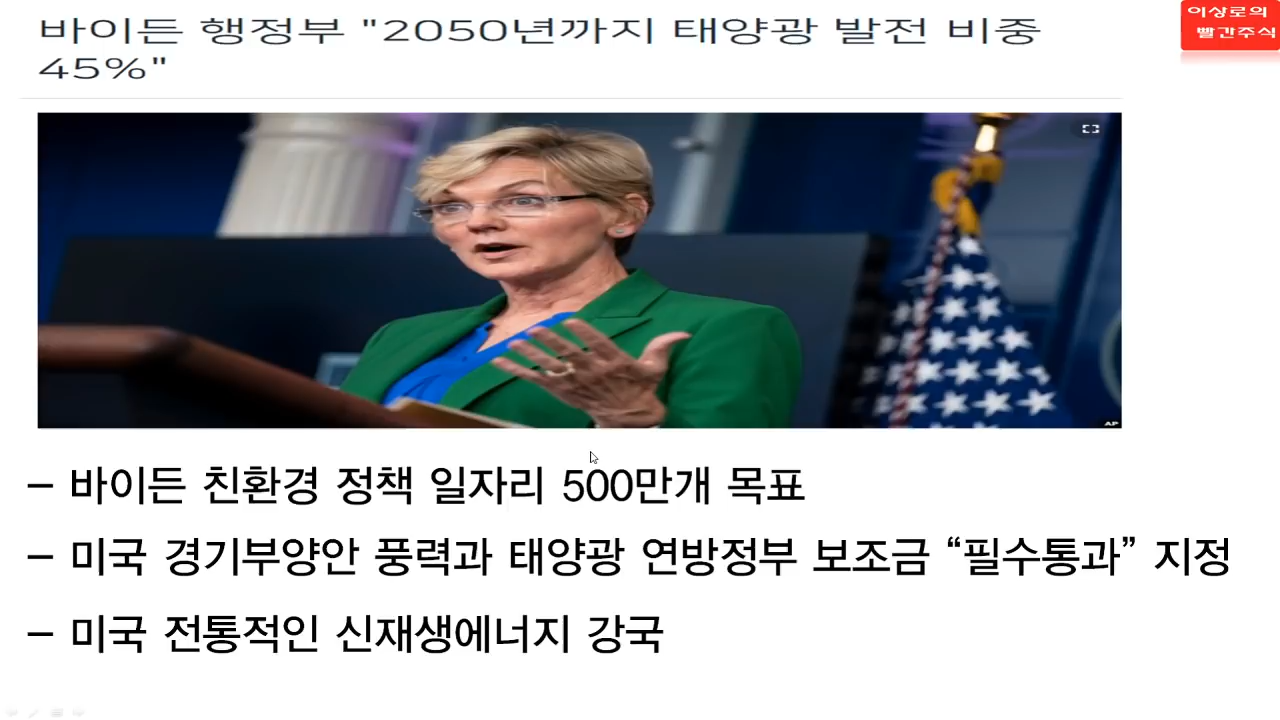 바이든 행정부 "2050년까지 태양광 발전 비중
45%"
이상로의
빨간주식
AP
– 바이든 친환경 정책 일자리 500만개 목표
– 미국 경기부양안 풍력과 태양광 연방정부 보조금 “필수통과” 지정
– 미국 전통적인 신재생에너지 강국